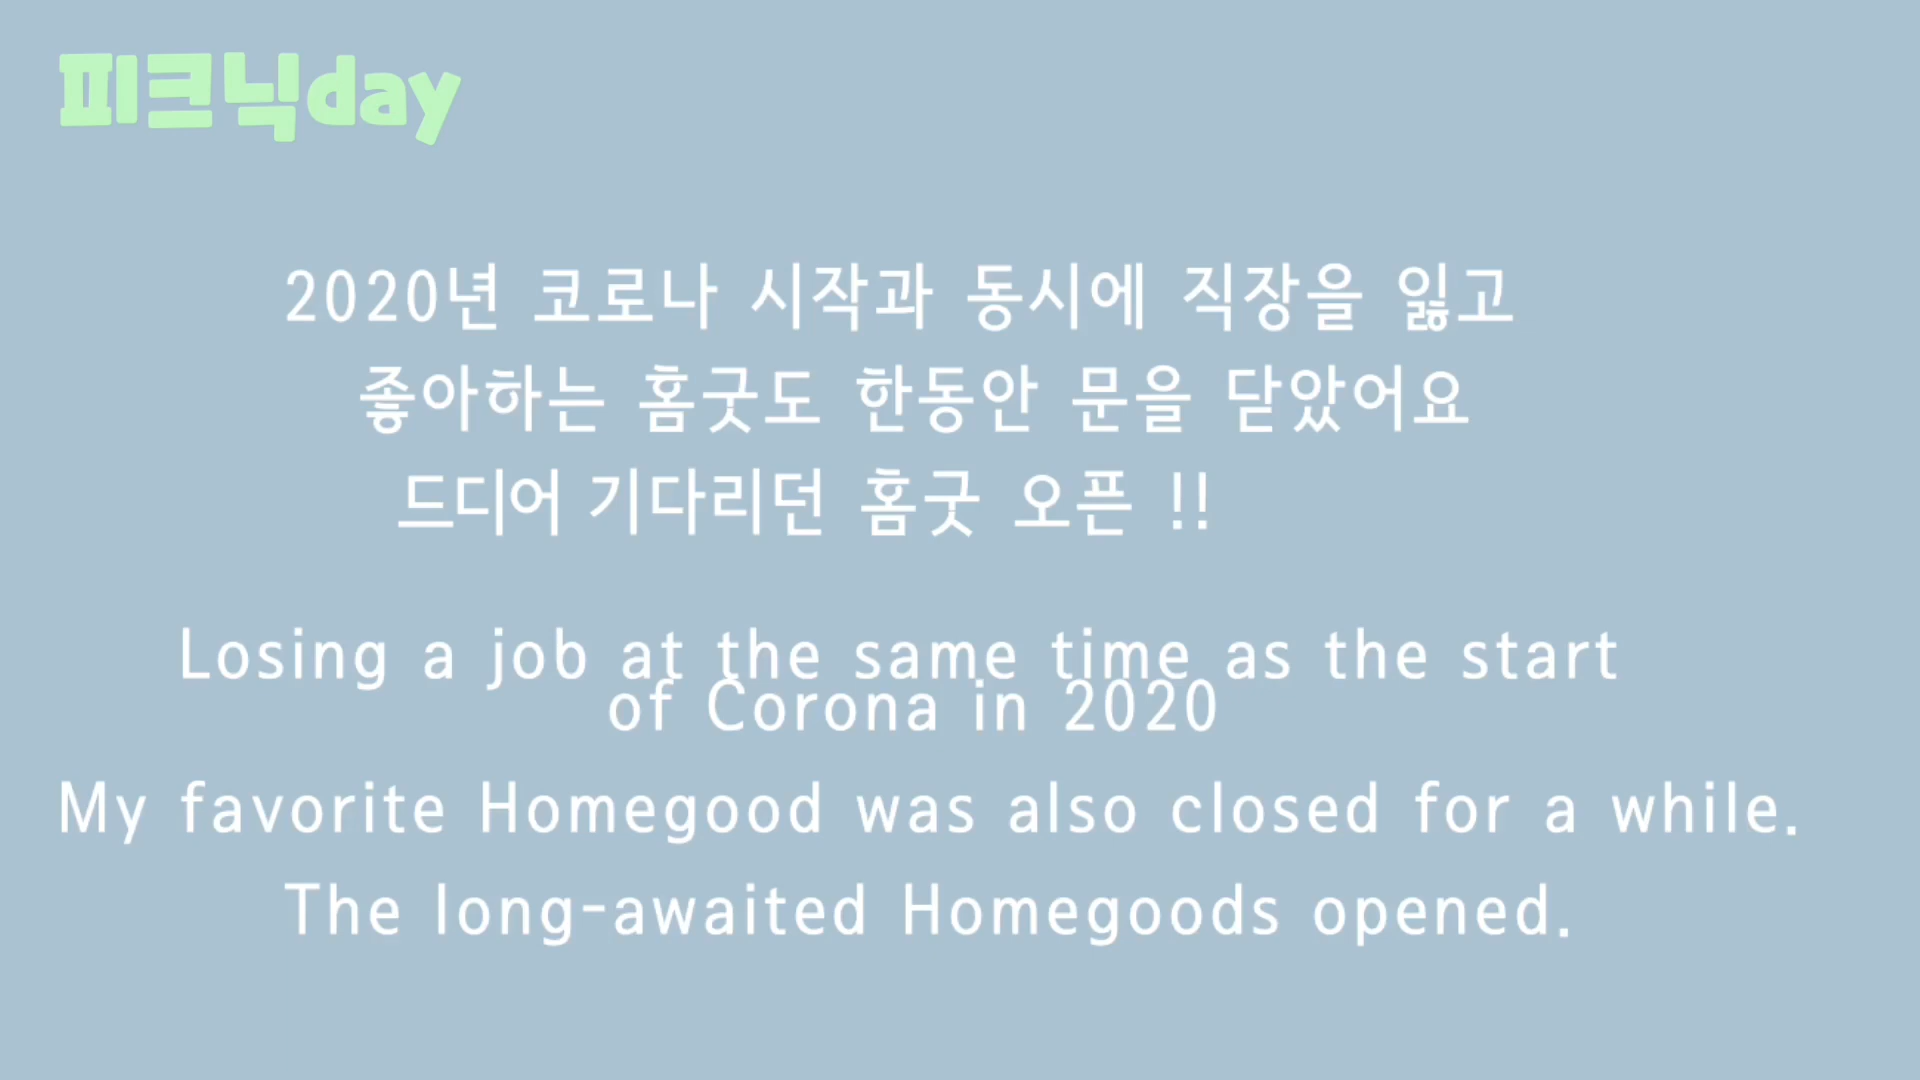 피크닉day
2020년 코로나 시작과 동시에 직장을 잃고
좋아하는 홈굿도 한동안 문을 닫았어요
드디어 기다리던 홈굿 오픈 !!
Losing a job at the same time as the start
of Corona in 2020
My favorite Homegood was also closed for a while.
The long-awaited Homegoods opened.